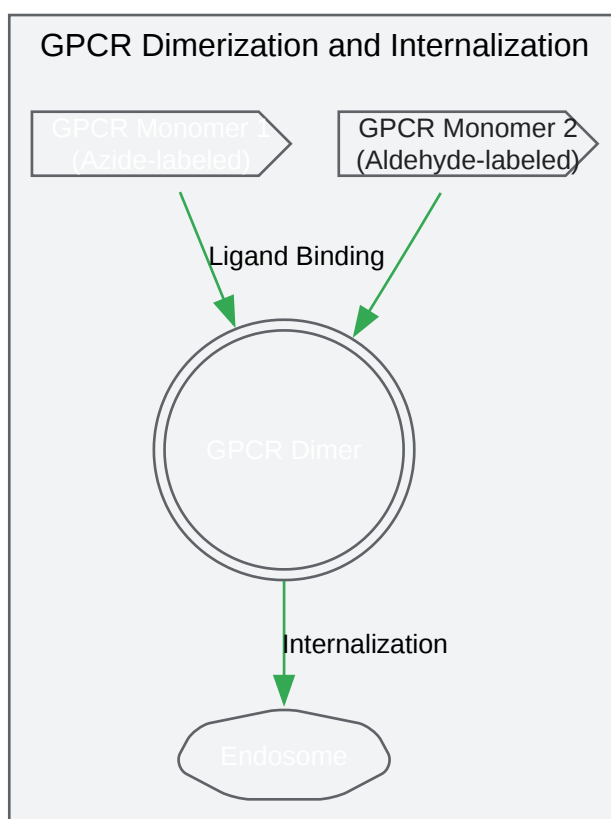 GPCR Dimerization and Internalization
GPCR Monomer 1
(Azide-labeled)
GPCR Monomer 2
(Aldehyde-labeled)
Ligand Binding
GPCR Dimer
Internalization
Endosome